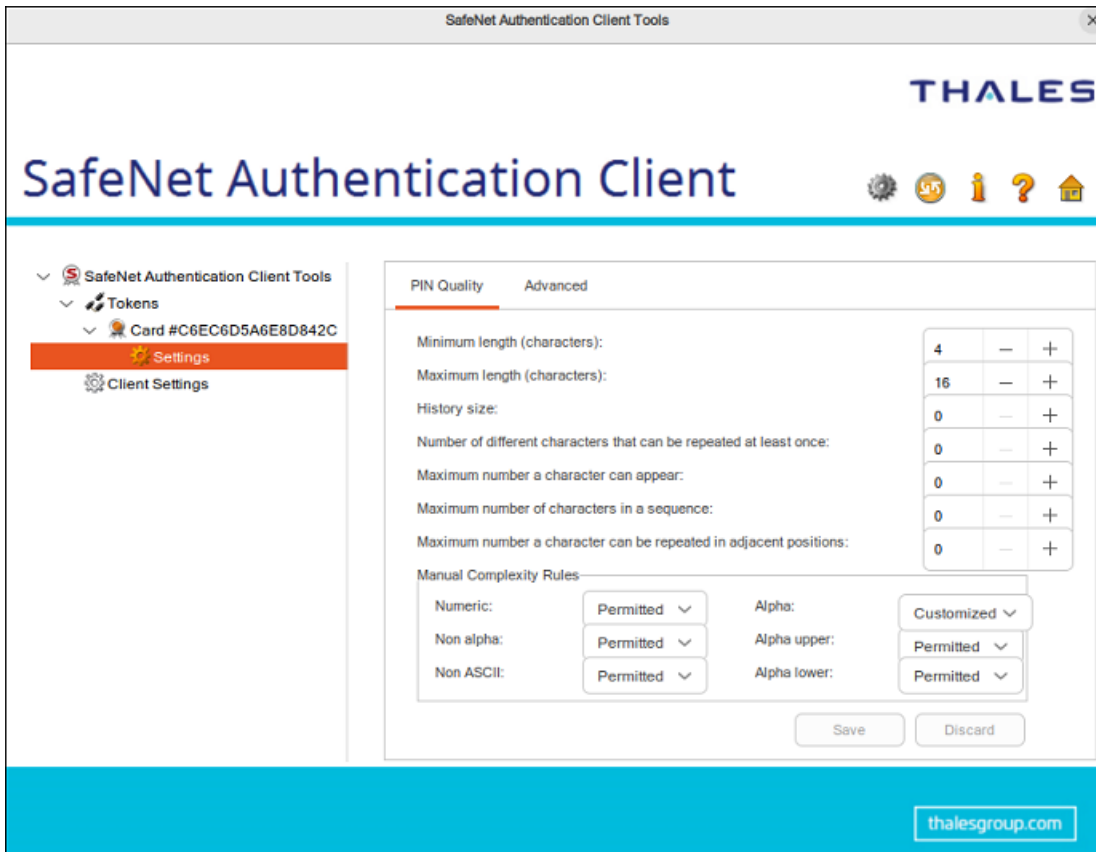 SafeNet Authentication Client Tools
THALES
SafeNet Authentication Client
SafeNet Authentication Client Tools
Tokens
Card #C6EC6D5A6E8D842C
Settings
Client Settings
PIN Quality Advanced
Minimum length (characters): 4
Maximum length (characters): 16
History size: 0
Number of different characters that can be repeated at least once: 0
Maximum number a character can appear: 0
Maximum number of characters in a sequence: 0
Maximum number a character can be repeated in adjacent positions: 0
Manual Complexity Rules
Numeric: Permitted Alpha: Customized
Non alpha: Permitted Alpha upper: Permitted
Non ASCII: Permitted Alpha lower: Permitted
Save Discard
thalesgroup.com